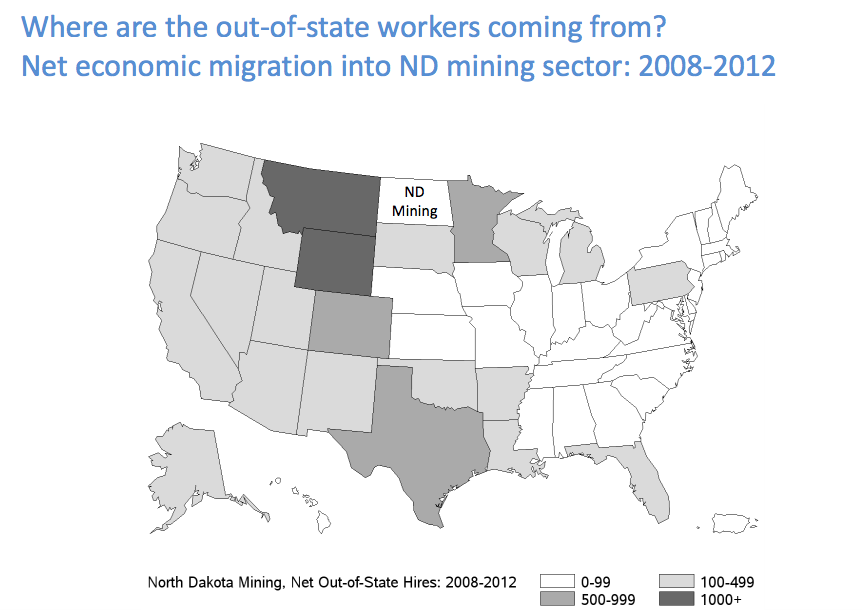 Where are the out-of-state workers coming from?
Net economic migration into ND mining sector: 2008-2012
ND
Mining
North Dakota Mining, Net Out-of-State Hires: 2008-2012
0-99
100-499
500-999
1000+